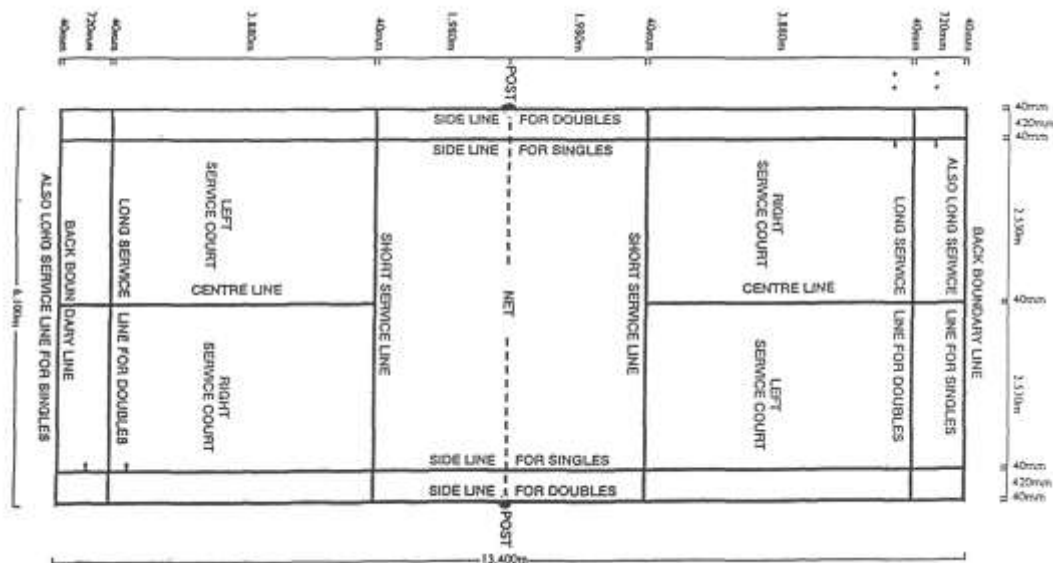 40mm
720mm
40mm
3.880m
40mm
1.980m
1.980m
40mm
3.880m
40mm
720mm
40mm
POST
SIDE LINE FOR DOUBLES
SIDE LINE FOR SINGLES
40mm
420mm
40mm
LEFT
SERVICE COURT
RIGHT
SERVICE COURT
ALSO LONG SERVICE LINE FOR SINGLES
BACK BOUNDARY LINE
LONG SERVICE LINE FOR DOUBLES
SHORT SERVICE LINE
NET
SHORT SERVICE LINE
LONG SERVICE LINE FOR DOUBLES
ALSO LONG SERVICE LINE FOR SINGLES
BACK BOUNDARY LINE
2.530m
CENTRE LINE
CENTRE LINE
40mm
6.100m
RIGHT
SERVICE COURT
LEFT
SERVICE COURT
2.530m
SIDE LINE FOR SINGLES
SIDE LINE FOR DOUBLES
40mm
420mm
40mm
POST
13.400m